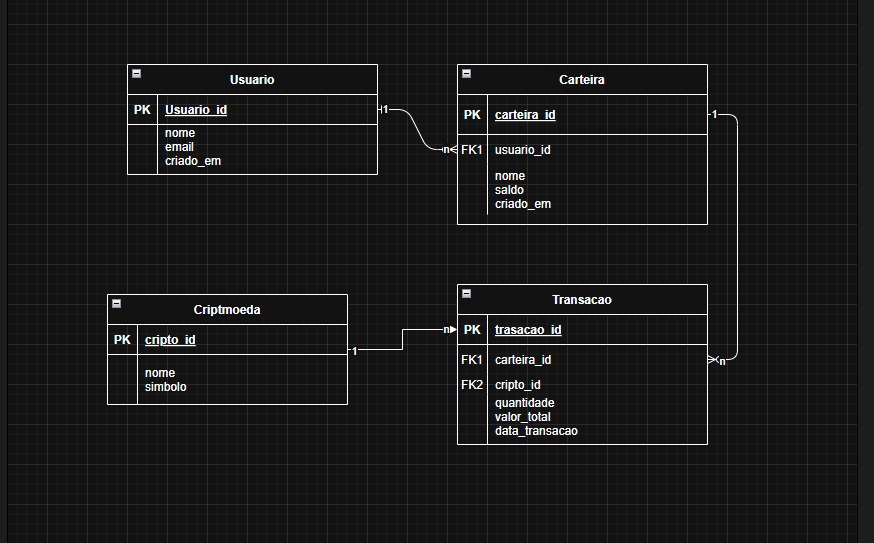 Usuario
PK Usuario_id
nome
email
criado_em
1
n
Carteira
PK carteira_id
FK1 usuario_id
nome
saldo
criado_em
1
n
Criptmoeda
PK cripto_id
nome
simbolo
1
n
Transacao
PK trasacao_id
FK1 carteira_id
FK2 cripto_id
quantidade
valor_total
data_transacao